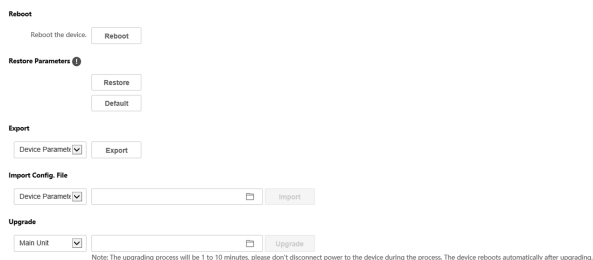 Reboot
Reboot the device. Reboot
Restore Parameters
Restore
Default
Export
Device Paramete Export
Import Config. File
Device Paramete Import
Upgrade
Main Unit Upgrade
Note: The upgrading process will be 1 to 10 minutes, please don't disconnect power to the device during the process. The device reboots automatically after upgrading.